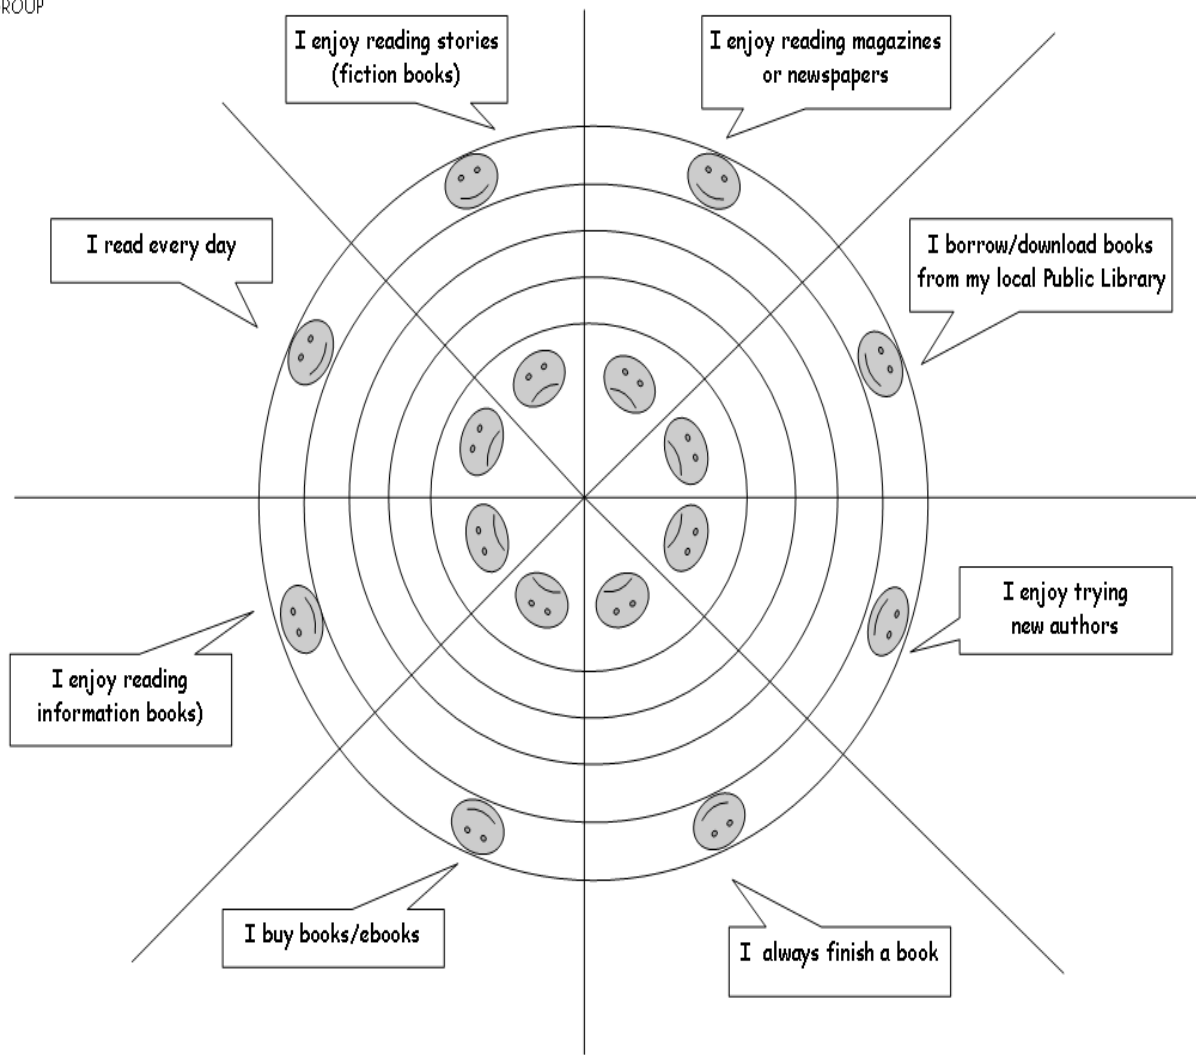 I enjoy reading stories
(fiction books)
I enjoy reading magazines
or newspapers
I read every day
I borrow/download books
from my local Public Library
I enjoy trying
new authors
I enjoy reading
information books)
I buy books/ebooks
I always finish a book